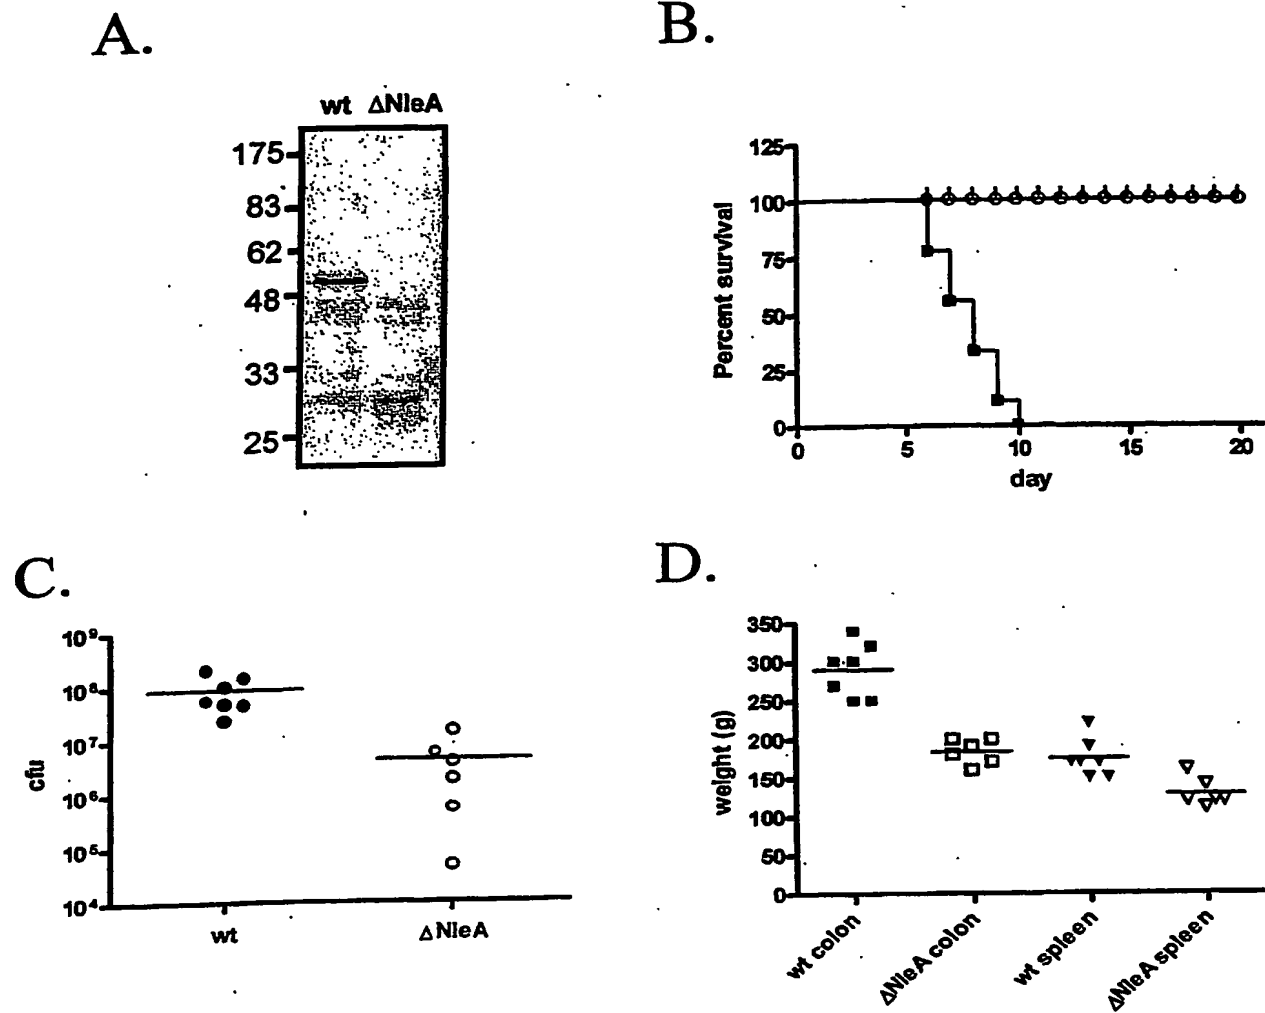 A.
wt ΔNleA
175
83
62
48
33
25
B.
Percent survival
125
100
75
50
25
0
0 5 10 15 20
day
C.
cfu
10⁹
10⁸
10⁷
10⁶
10⁵
10⁴
wt ΔNleA
D.
weight (g)
350
300
250
200
150
100
50
0
wt colon
ΔNleA colon
wt spleen
ΔNleA spleen